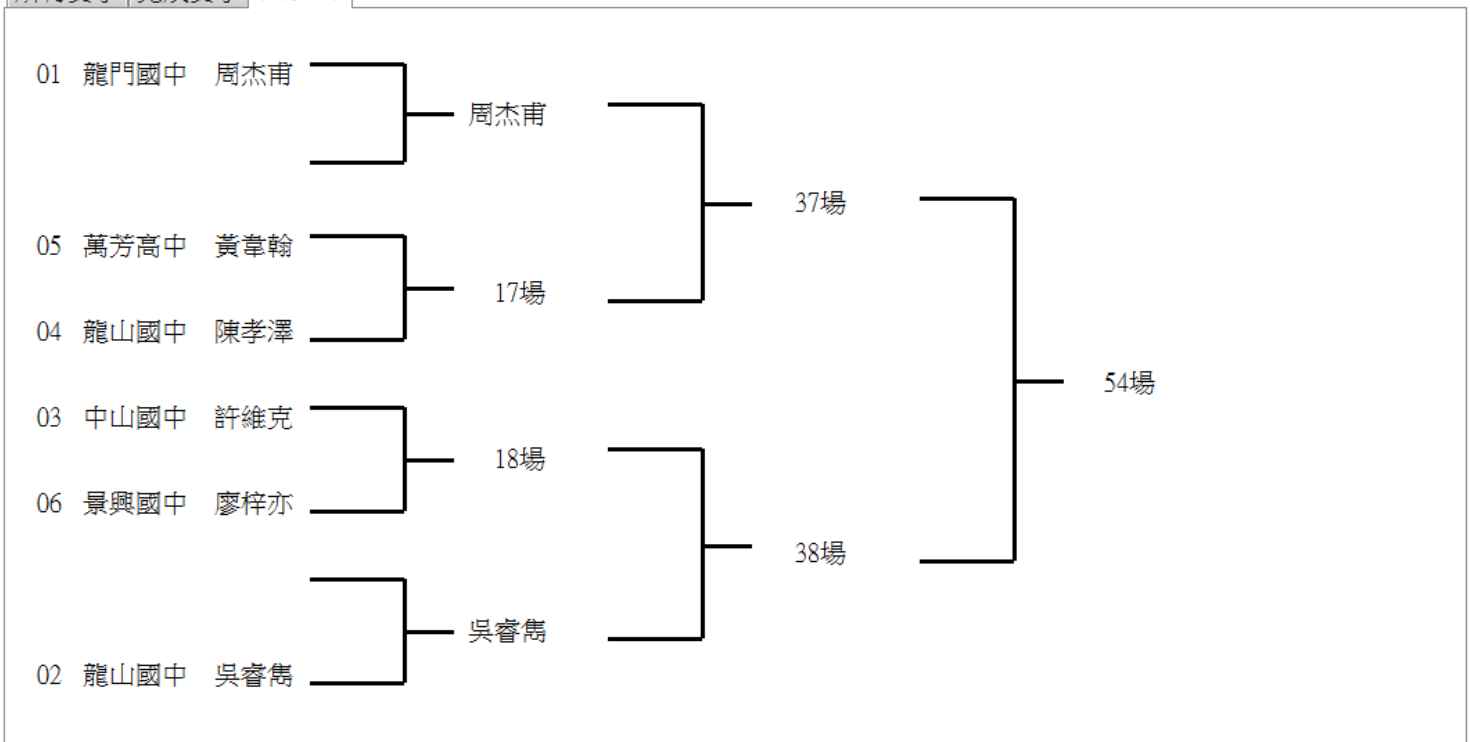 01 龍門國中 周杰甫
周杰甫
37場
05 萬芳高中 黃韋翰
17場
04 龍山國中 陳孝澤
54場
03 中山國中 許維克
18場
06 景興國中 廖梓亦
38場
吳睿雋
02 龍山國中 吳睿雋